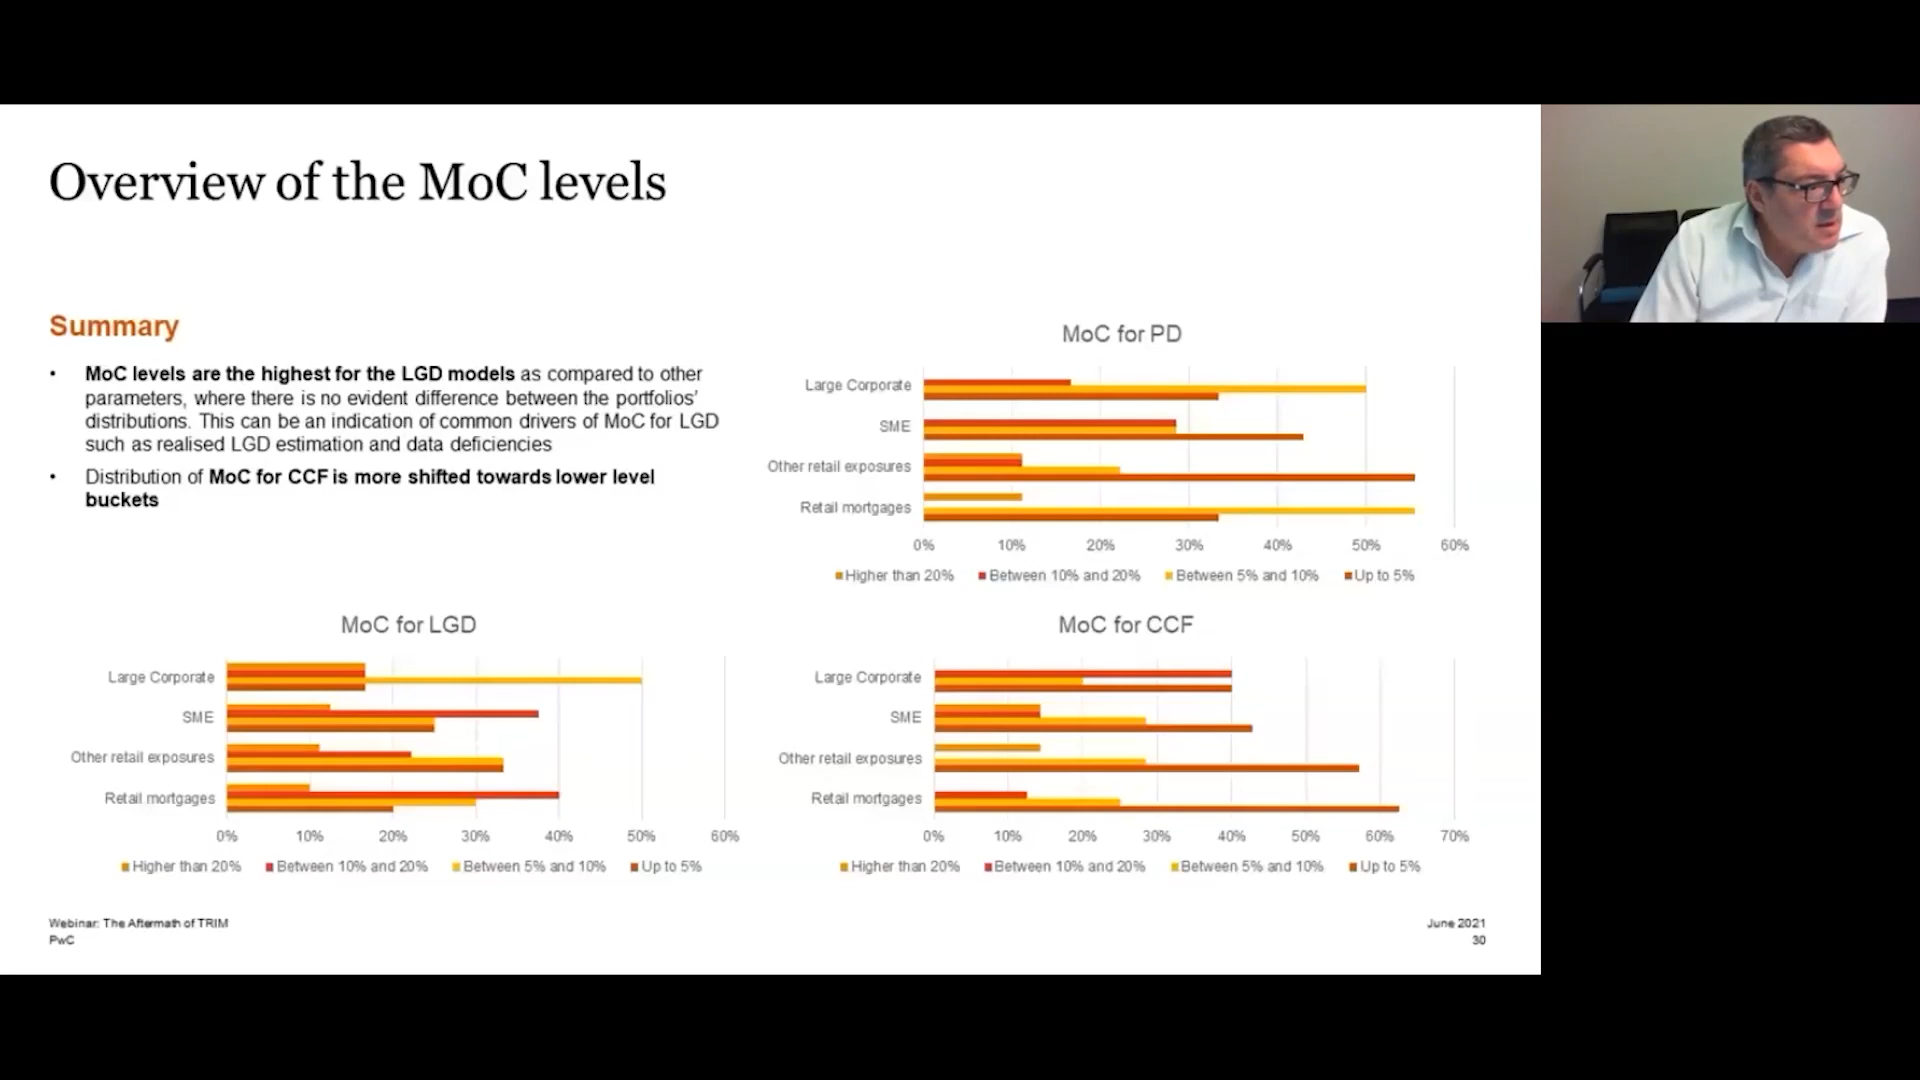 Overview of the MoC levels
Summary
• MoC levels are the highest for the LGD models as compared to other
parameters, where there is no evident difference between the portfolios'
distributions. This can be an indication of common drivers of MoC for LGD
such as realised LGD estimation and data deficiencies
• Distribution of MoC for CCF is more shifted towards lower level
buckets
MoC for PD
Large Corporate
SME
Other retail exposures
Retail mortgages
0% 10% 20% 30% 40% 50% 60%
Higher than 20% Between 10% and 20% Between 5% and 10% Up to 5%
MoC for LGD
Large Corporate
SME
Other retail exposures
Retail mortgages
0% 10% 20% 30% 40% 50% 60%
Higher than 20% Between 10% and 20% Between 5% and 10% Up to 5%
MoC for CCF
Large Corporate
SME
Other retail exposures
Retail mortgages
0% 10% 20% 30% 40% 50% 60% 70%
Higher than 20% Between 10% and 20% Between 5% and 10% Up to 5%
Webinar: The Aftermath of TRIM
PwC
June 2021
30